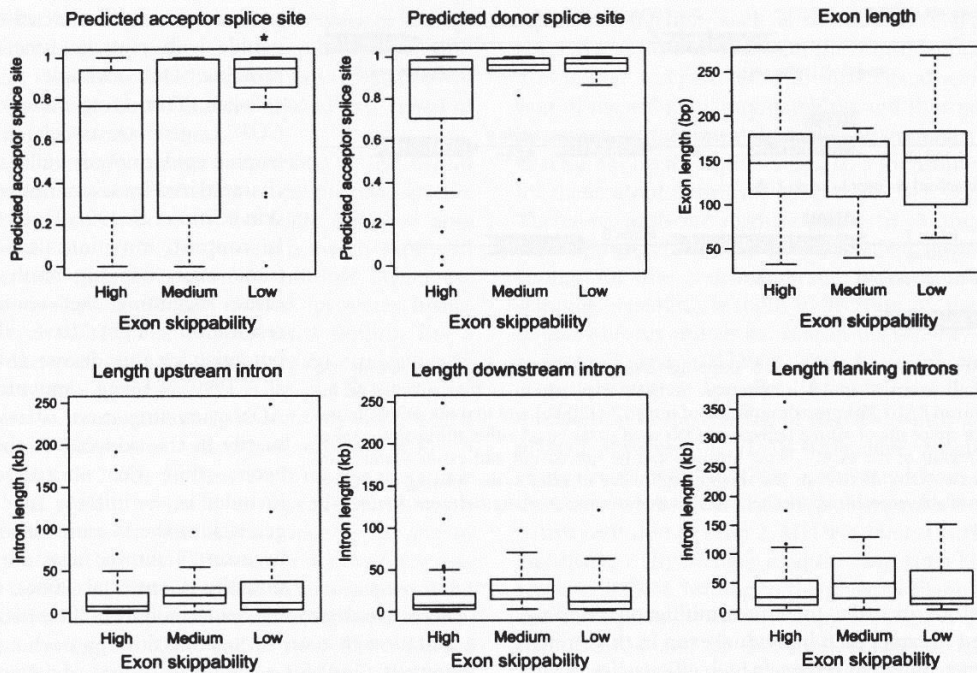 Predicted acceptor splice site
Predicted acceptor splice site
1
0.8
0.6
0.4
0.2
0
*
High
Medium
Low
Exon skippability
Predicted donor splice site
Predicted acceptor splice site
1
0.8
0.6
0.4
0.2
0
High
Medium
Low
Exon skippability
Exon length
Exon length (bp)
250
200
150
100
High
Medium
Low
Exon skippability
Length upstream intron
Intron length (kb)
250
200
150
100
50
0
High
Medium
Low
Exon skippability
Length downstream intron
Intron length (kb)
250
200
150
100
50
0
High
Medium
Low
Exon skippability
Length flanking introns
Intron length (kb)
350
300
250
200
150
100
50
0
High
Medium
Low
Exon skippability